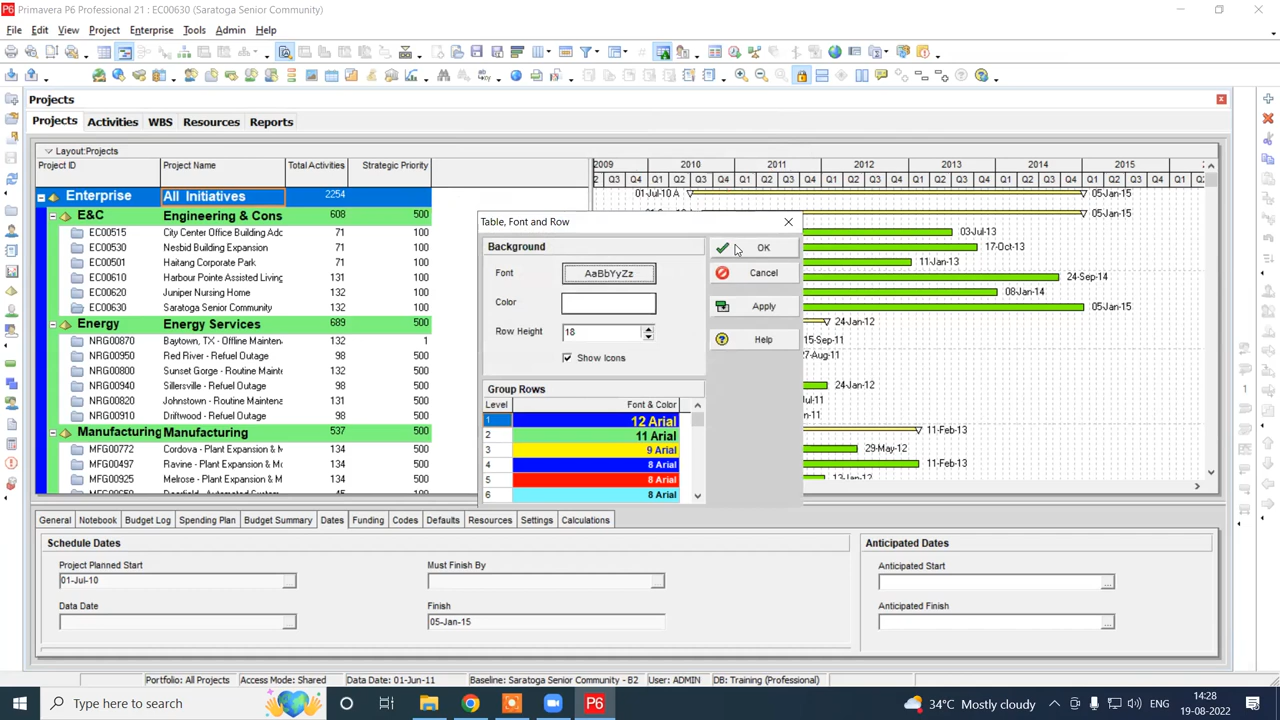 Primavera P6 Professional 21 : EC00630 (Saratoga Senior Community)
File Edit View Project Enterprise Tools Admin Help
Projects
Projects Activities WBS Resources Reports
Layout:Projects
Project ID Project Name Total Activities Strategic Priority
2009 2010 2011 2012 2013 2014 2015
Q3 Q4 Q1 Q2 Q3 Q4 Q1 Q2 Q3 Q4 Q1 Q2 Q3 Q4 Q1 Q2 Q3 Q4 Q1 Q2 Q3 Q4 Q1 Q2 Q3 Q4 Q1 Q2
Enterprise All Initiatives 2254 01-Jul-10 A 05-Jan-15
E&C Engineering & Cons 608 500 05-Jan-15
EC00515 City Center Office Building Adc 71 100 03-Jul-13
EC00530 Nesbid Building Expansion 71 100 17-Oct-13
EC00501 Haitang Corporate Park 71 100 11-Jan-13
EC00610 Harbour Pointe Assisted Living 131 500 24-Sep-14
EC00620 Juniper Nursing Home 132 500 08-Jan-14
EC00630 Saratoga Senior Community 132 500 05-Jan-15
Energy Energy Services 689 500 24-Jan-12
NRG00870 Baytown, TX - Offline Mainten 132 1 15-Sep-11
NRG00950 Red River - Refuel Outage 98 500 27-Aug-11
NRG00800 Sunset Gorge - Routine Mainte 132 500
NRG00940 Sillersville - Refuel Outage 98 500 24-Jan-12
NRG00820 Johnstown - Routine Mainten 131 500
NRG00910 Driftwood - Refuel Outage 98 500
Manufacturing Manufacturing 537 500 11-Feb-13
MFG00772 Cordova - Plant Expansion & M 134 500 29-May-12
MFG00497 Ravine - Plant Expansion & Mo 134 500 11-Feb-13
MFG00925 Jackson - Plant Expansion & M 134 500
Table, Font and Row
Background
Font AaBbYyZz
Color
Row Height 18
Show Icons
OK
Cancel
Apply
Help
Group Rows
Level Font & Color
1 12 Arial
2 11 Arial
3 9 Arial
4 8 Arial
5 8 Arial
6 8 Arial
General Notebook Budget Log Spending Plan Budget Summary Dates Funding Codes Defaults Resources Settings Calculations
Schedule Dates
Project Planned Start
01-Jul-10
Must Finish By
Data Date
Finish
05-Jan-15
Anticipated Dates
Anticipated Start
Anticipated Finish
Portfolio: All Projects Access Mode: Shared Data Date: 01-Jun-11 Baseline: Saratoga Senior Community - B2 User: ADMIN DB: Training (Professional)
Type here to search
P6
34°C Mostly cloudy
ENG
14:28
19-08-2022